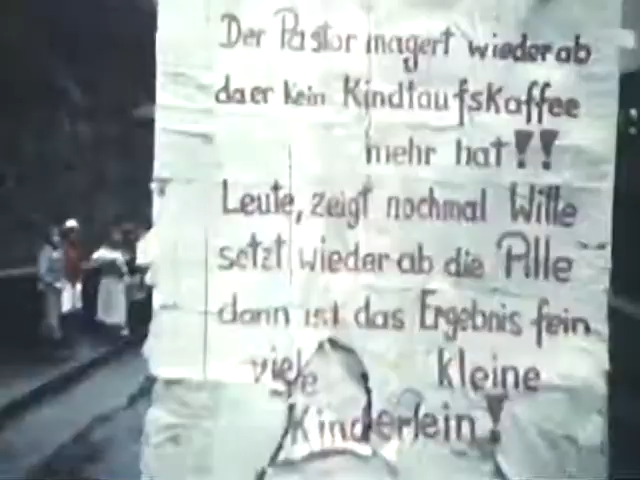 Der Pastor magert wieder ab
da er kein Kindtaufskaffee
mehr hat!!
Leute, zeigt nochmal Wille
setzt wieder ab die Pille
dann ist das Ergebnis fein
viele kleine
Kinderlein!